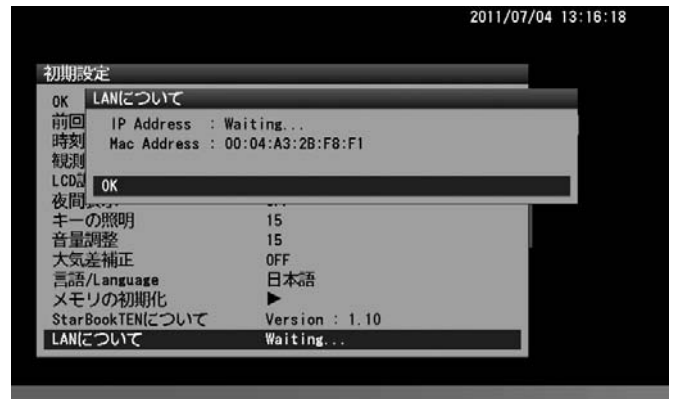 2011/07/04 13:16:18
初期設定
OK
LANについて
前回
IP Address : Waiting...
時刻
Mac Address : 00:04:A3:2B:F8:F1
観測
LCD
OK
夜間
OFF
キーの照明 15
音量調整 15
大気差補正 OFF
言語/Language 日本語
メモリの初期化 ▶
StarBookTENについて Version : 1.10
LANについて Waiting...